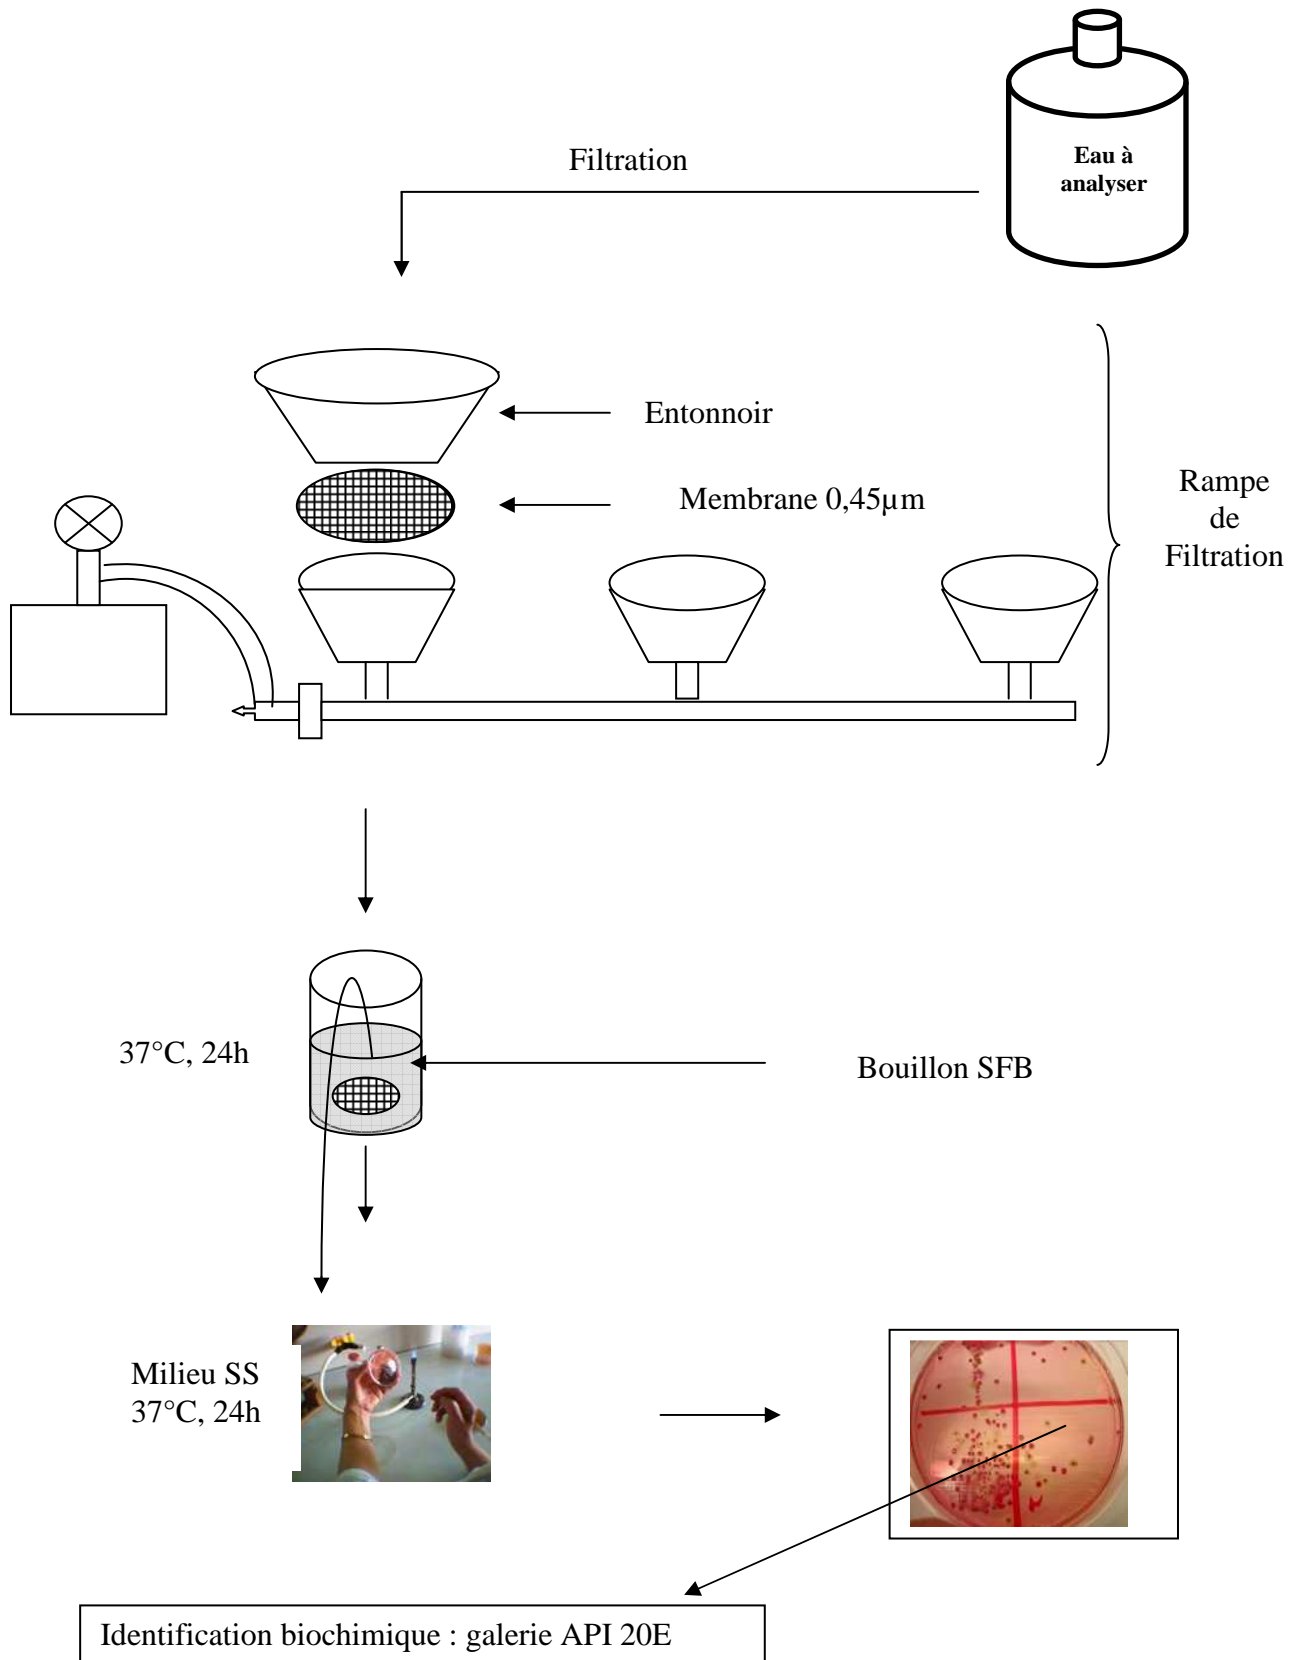 Eau à
analyser
Filtration
Entonnoir
Membrane 0,45µm
Rampe
de
Filtration
37°C, 24h
Bouillon SFB
Milieu SS
37°C, 24h
Identification biochimique : galerie API 20E